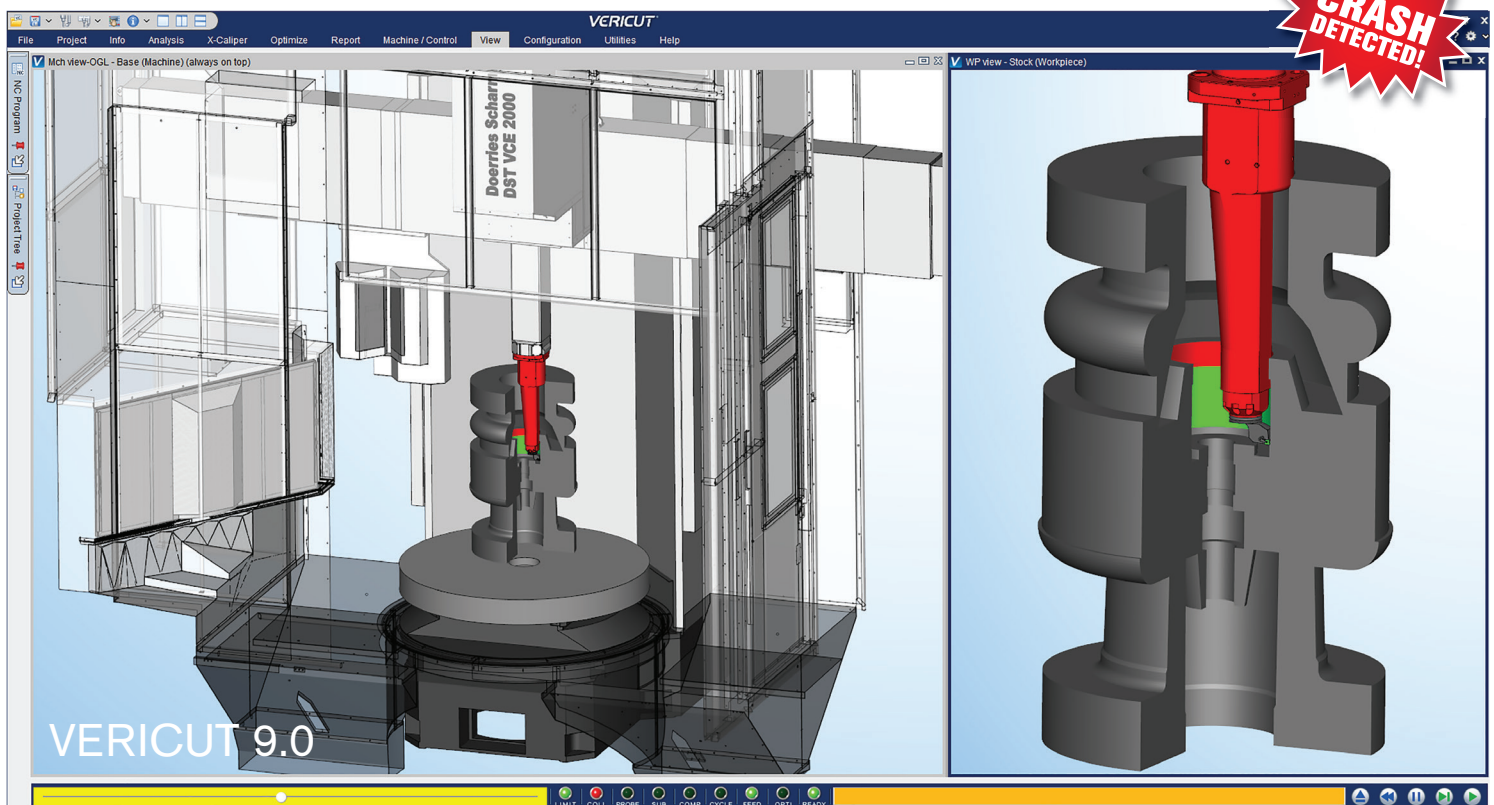 VERICUT
CRASH
DETECTED!
File Project Info Analysis X-Caliper Optimize Report Machine / Control View Configuration Utilities Help
Mch view-OGL - Base (Machine) (always on top)
WP view - Stock (Workpiece)
NC Program
Project Tree
Doerries Schar
DST VCE 2000
VERICUT 9.0
LIMIT COLL PROBE SUB COMP CYCLE FEED OPTI READY